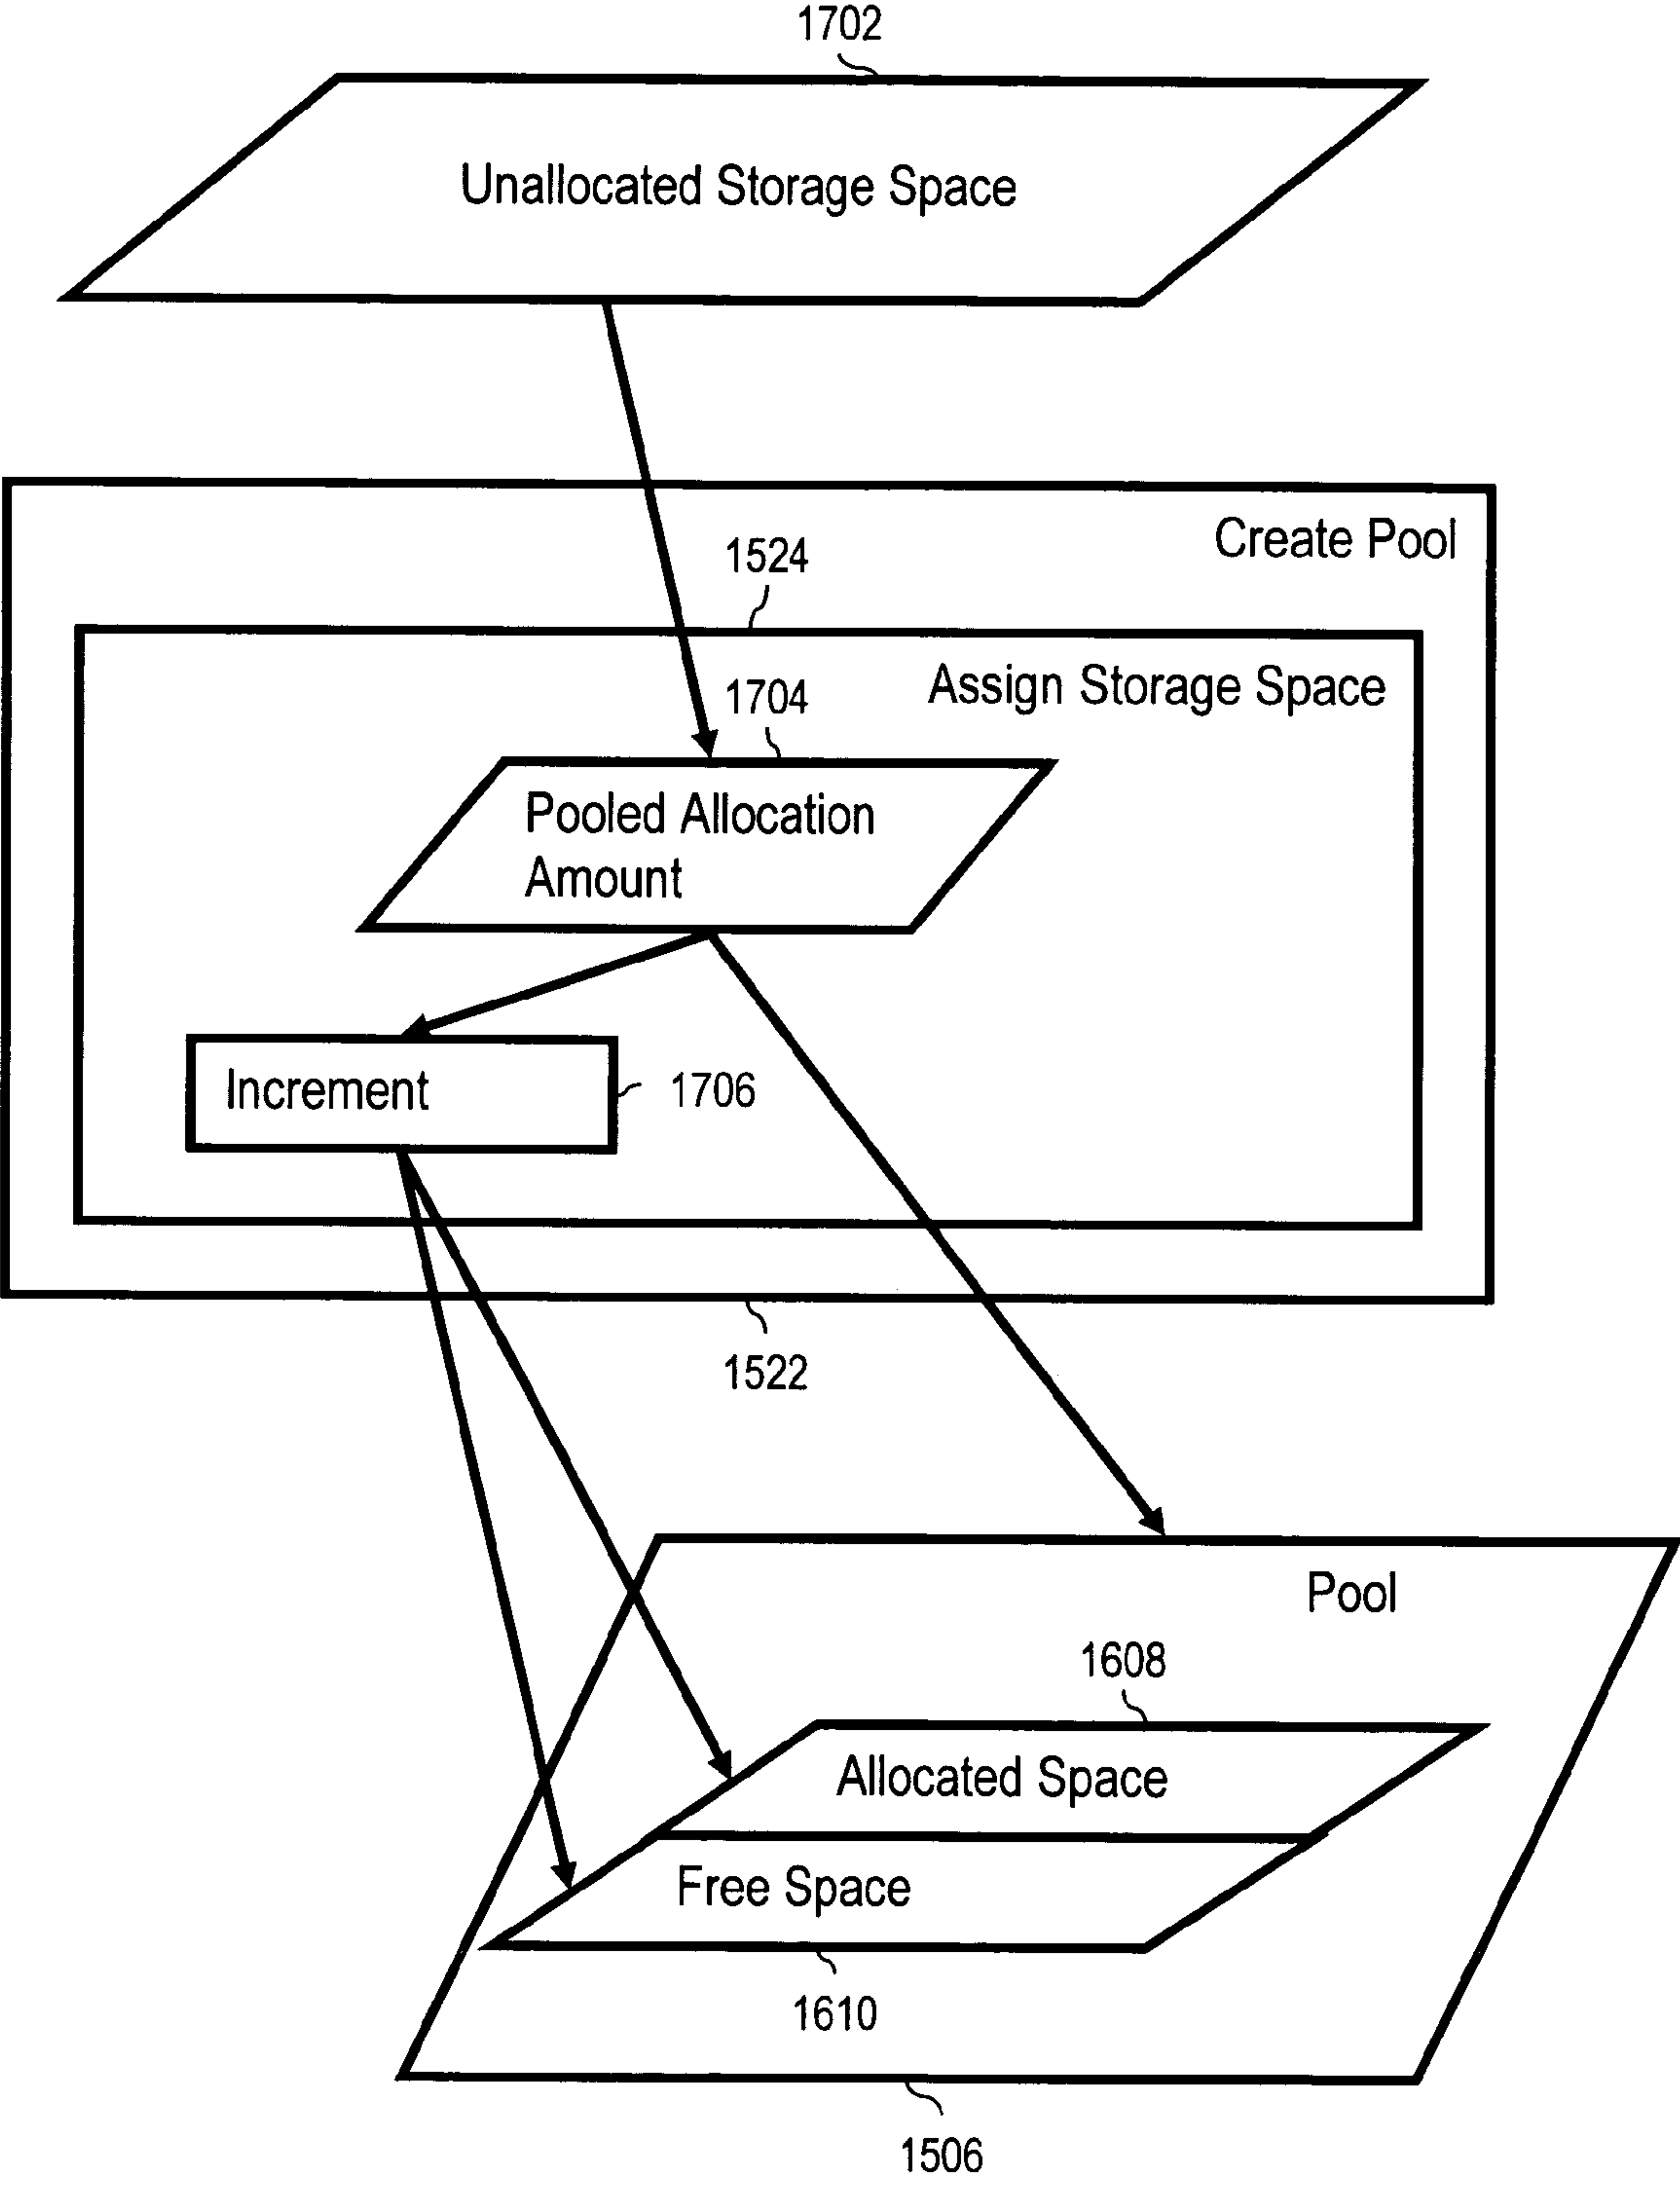 1702
Unallocated Storage Space
Create Pool
1524
Assign Storage Space
1704
Pooled Allocation
Amount
Increment
1706
1522
Pool
1608
Allocated Space
Free Space
1610
1506